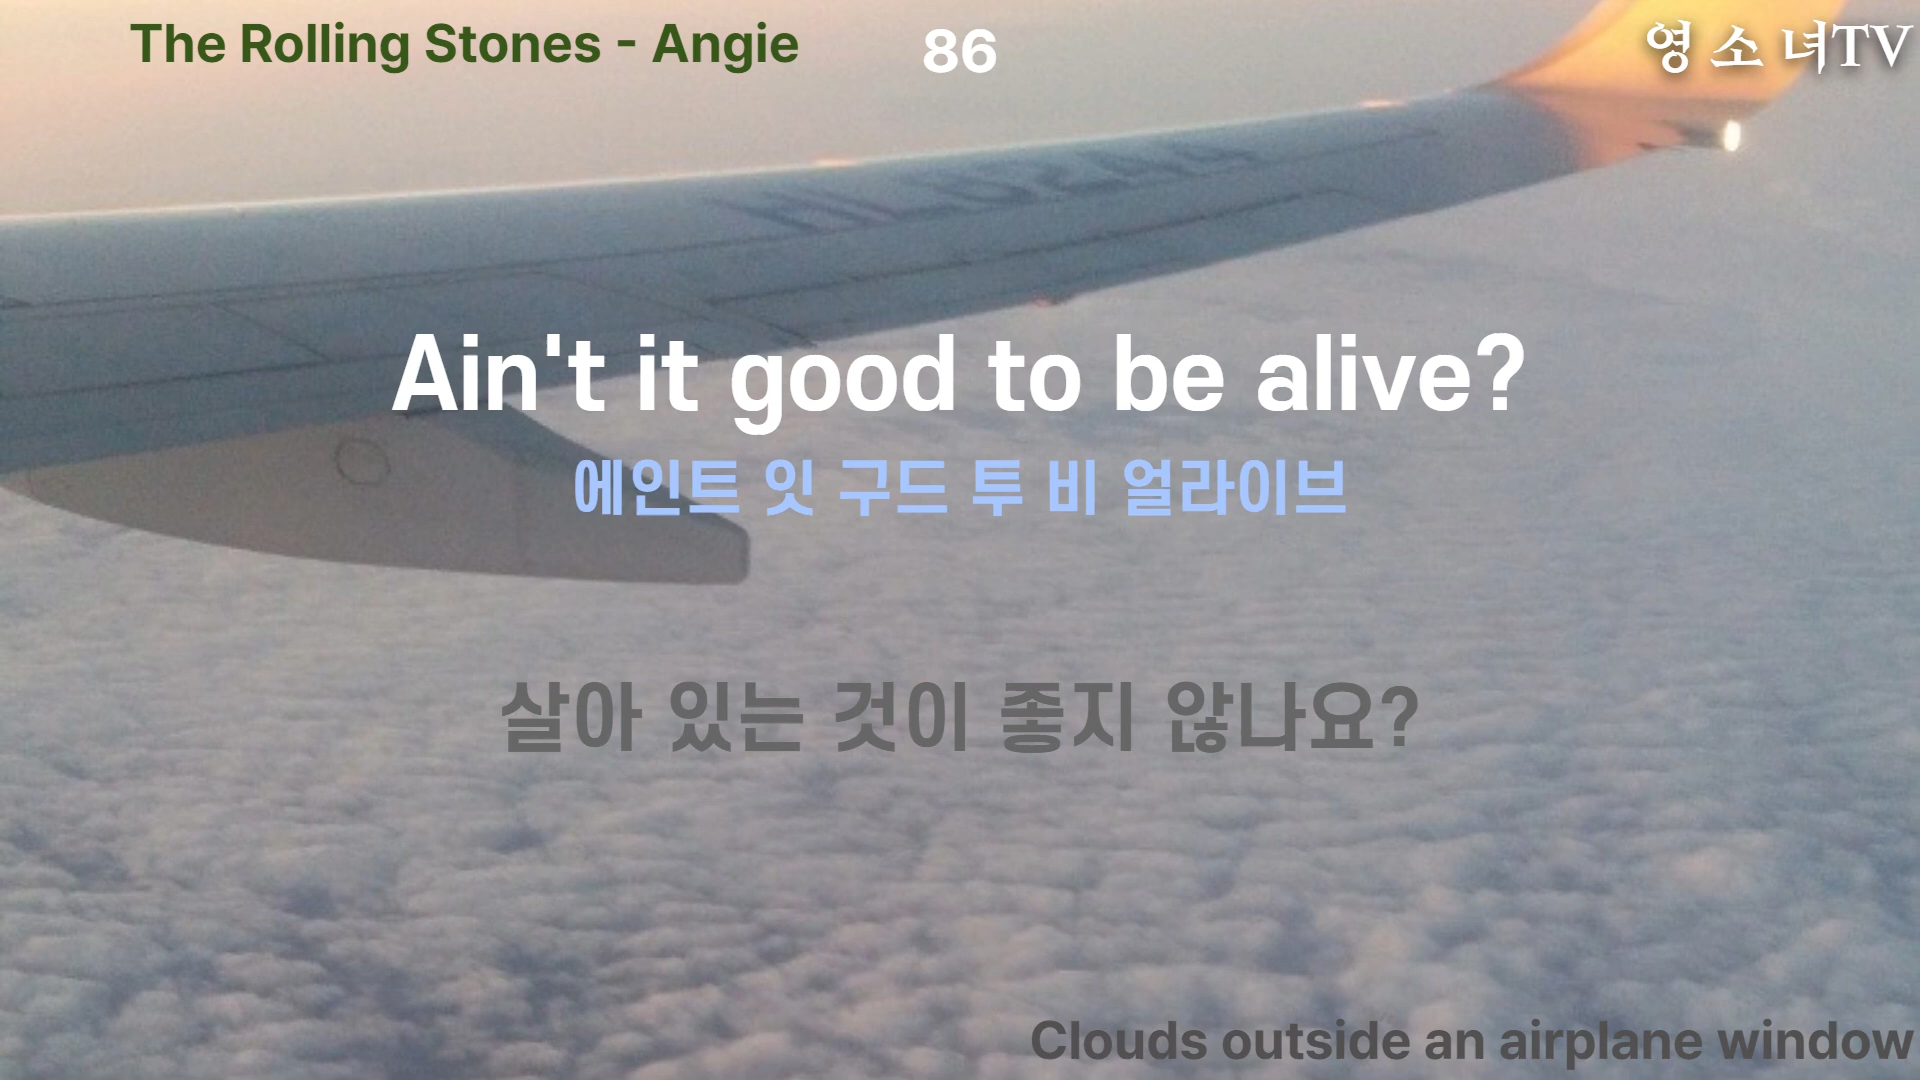 The Rolling Stones - Angie
86
영 소 녀TV
Ain't it good to be alive?
에인트 잇 구드 투 비 얼라이브
살아 있는 것이 좋지 않나요?
Clouds outside an airplane window